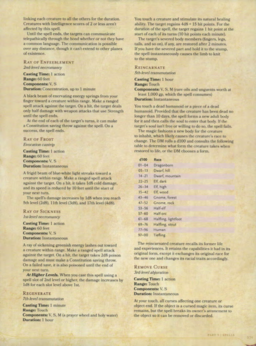 linking each creature to all the others for the duration.
Creatures with Intelligence scores of 2 or less aren't
affected by this spell.
Until the spell ends, the targets can communicate
telepathically through the bond whether or not they have
a common language. The communication is possible
over any distance, though it can't extend to other planes
of existence.
Ray of Enfeeblement
2nd-level necromancy
Casting Time: 1 action
Range: 60 feet
Components: V, S
Duration: Concentration, up to 1 minute
A black beam of enervating energy springs from your
finger toward a creature within range. Make a ranged
spell attack against the target. On a hit, the target deals
only half damage with weapon attacks that use Strength
until the spell ends.
At the end of each of the target's turns, it can make
a Constitution saving throw against the spell. On a
success, the spell ends.
Ray of Frost
Evocation cantrip
Casting Time: 1 action
Range: 60 feet
Components: V, S
Duration: Instantaneous
A frigid beam of blue-white light streaks toward a
creature within range. Make a ranged spell attack
against the target. On a hit, it takes 1d8 cold damage,
and its speed is reduced by 10 feet until the start of
your next turn.
The spell's damage increases by 1d8 when you reach
5th level (2d8), 11th level (3d8), and 17th level (4d8).
Ray of Sickness
1st-level necromancy
Casting Time: 1 action
Range: 60 feet
Components: V, S
Duration: Instantaneous
A ray of sickening greenish energy lashes out toward
a creature within range. Make a ranged spell attack
against the target. On a hit, the target takes 2d8 poison
damage and must make a Constitution saving throw.
On a failed save, it is also poisoned until the end of
your next turn.
At Higher Levels. When you cast this spell using a
spell slot of 2nd level or higher, the damage increases by
1d8 for each slot level above 1st.
Regenerate
7th-level transmutation
Casting Time: 1 minute
Range: Touch
Components: V, S, M (a prayer wheel and holy water)
Duration: 1 hour
You touch a creature and stimulate its natural healing
ability. The target regains 4d8 + 15 hit points. For the
duration of the spell, the target regains 1 hit point at the
start of each of its turns (10 hit points each minute).
The target's severed body members (fingers, legs,
tails, and so on), if any, are restored after 2 minutes.
If you have the severed part and hold it to the stump,
the spell instantaneously causes the limb to knit
to the stump.
Reincarnate
5th-level transmutation
Casting Time: 1 hour
Range: Touch
Components: V, S, M (rare oils and unguents worth at
least 1,000 gp, which the spell consumes)
Duration: Instantaneous
You touch a dead humanoid or a piece of a dead
humanoid. Provided that the creature has been dead no
longer than 10 days, the spell forms a new adult body
for it and then calls the soul to enter that body. If the
target's soul isn't free or willing to do so, the spell fails.
The magic fashions a new body for the creature
to inhabit, which likely causes the creature's race to
change. The DM rolls a d100 and consults the following
table to determine what form the creature takes when
restored to life, or the DM chooses a form.
d100 Race
01–04 Dragonborn
05–13 Dwarf, hill
14–21 Dwarf, mountain
22–25 Elf, dark
26–34 Elf, high
35–42 Elf, wood
43–46 Gnome, forest
47–52 Gnome, rock
53–56 Half-elf
57–60 Half-orc
61–68 Halfling, lightfoot
69–76 Halfling, stout
77–96 Human
97–00 Tiefling
The reincarnated creature recalls its former life
and experiences. It retains the capabilities it had in its
original form, except it exchanges its original race for
the new one and changes its racial traits accordingly.
Remove Curse
3rd-level abjuration
Casting Time: 1 action
Range: Touch
Components: V, S
Duration: Instantaneous
At your touch, all curses affecting one creature or
object end. If the object is a cursed magic item, its curse
remains, but the spell breaks its owner's attunement to
the object so it can be removed or discarded.